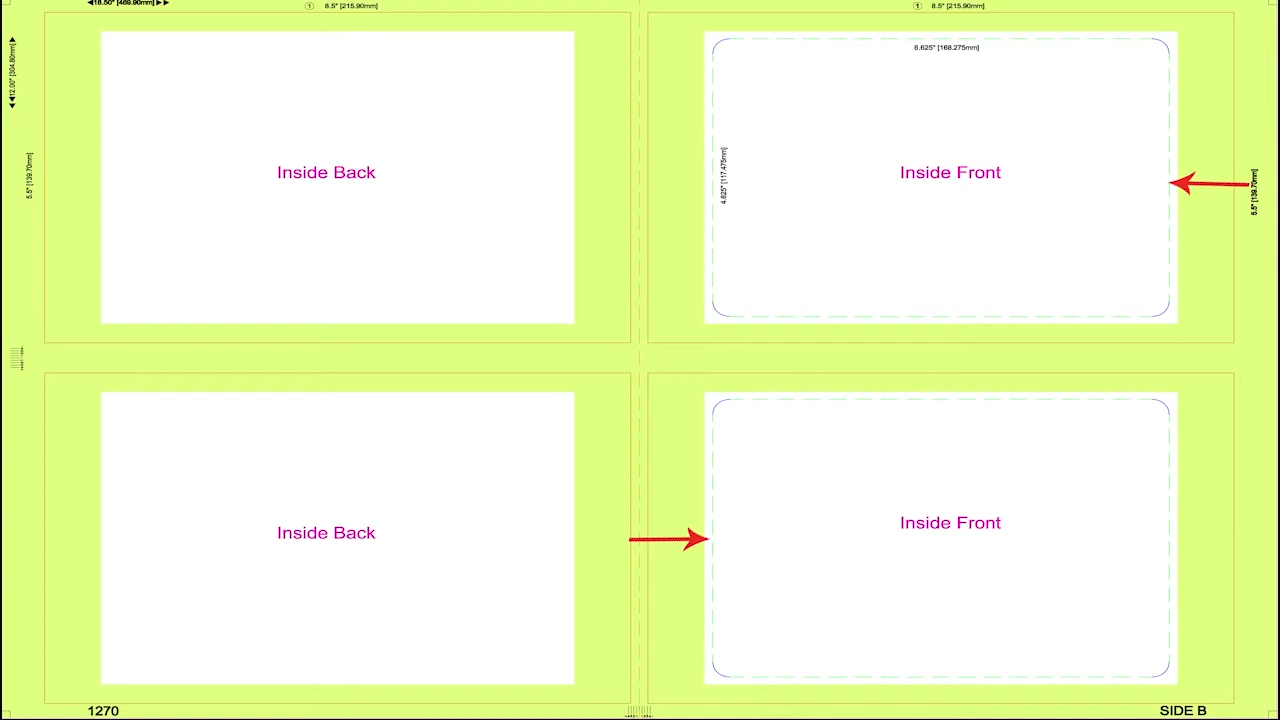 18.50" [469.90mm]
1 8.5" [215.90mm]
1 8.5" [215.90mm]
12.00" [304.80mm]
5.5" [139.70mm]
6.625" [168.275mm]
4.625" [117.475mm]
5.5" [139.70mm]
Inside Back
Inside Front
Inside Back
Inside Front
1270
SIDE B